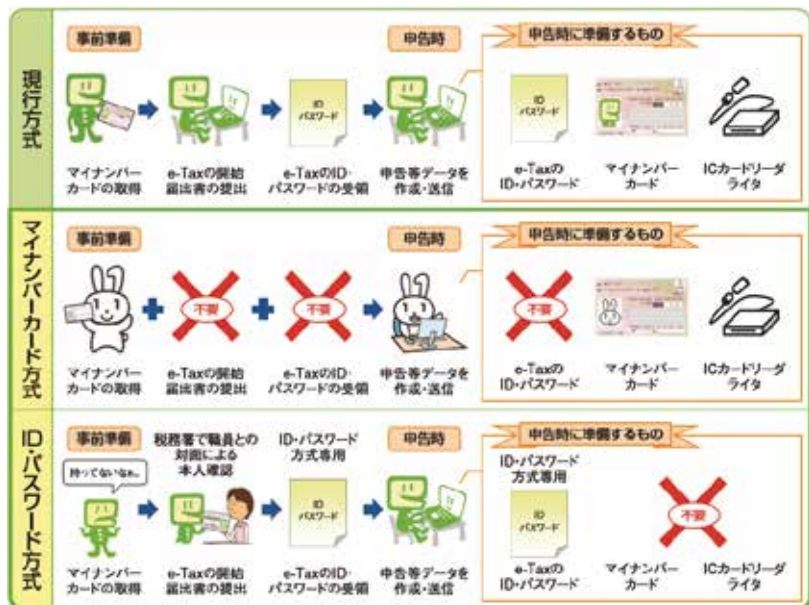 現行方式
事前準備
申告時
申告時に準備するもの
ID
パスワード
ID
パスワード
マイナンバー
カードの取得
e-Taxの開始
届出書の提出
e-TaxのID・
パスワードの受領
申告等データを
作成・送信
e-Taxの
ID・パスワード
マイナンバー
カード
ICカードリーダ
ライタ
マイナンバーカード方式
事前準備
申告時
申告時に準備するもの
不要
不要
不要
マイナンバー
カードの取得
e-Taxの開始
届出書の提出
e-TaxのID・
パスワードの受領
申告等データを
作成・送信
e-Taxの
ID・パスワード
マイナンバー
カード
ICカードリーダ
ライタ
ID・パスワード方式
事前準備
税務署で職員との
対面による
本人確認
ID・パスワード
方式専用
申告時
申告時に準備するもの
持ってないなぁ。
ID
パスワード
ID・パスワード
方式専用
ID
パスワード
不要
マイナンバー
カードの取得
e-Taxの開始
届出書の提出
e-TaxのID・
パスワードの受領
申告等データを
作成・送信
e-Taxの
ID・パスワード
マイナンバー
カード
ICカードリーダ
ライタ